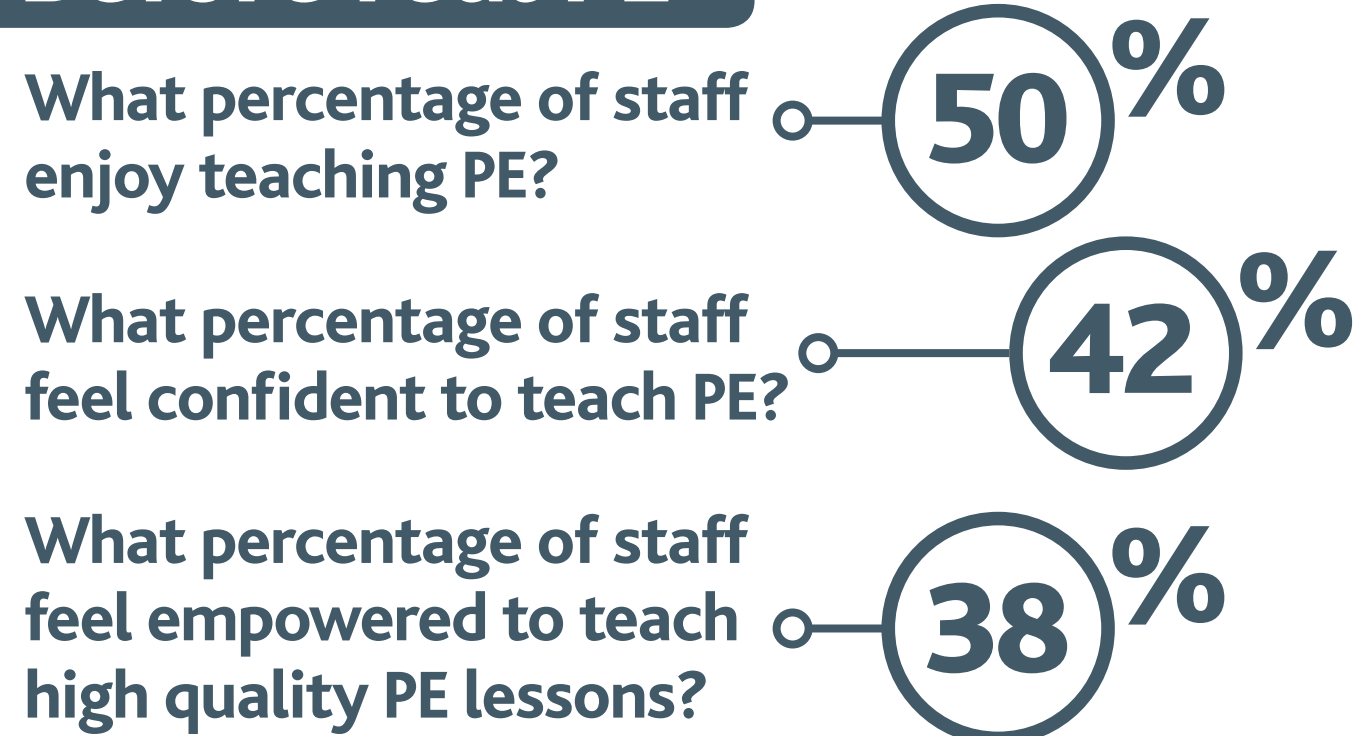 What percentage of staff
enjoy teaching PE?
50%
What percentage of staff
feel confident to teach PE?
42%
What percentage of staff
feel empowered to teach
high quality PE lessons?
38%